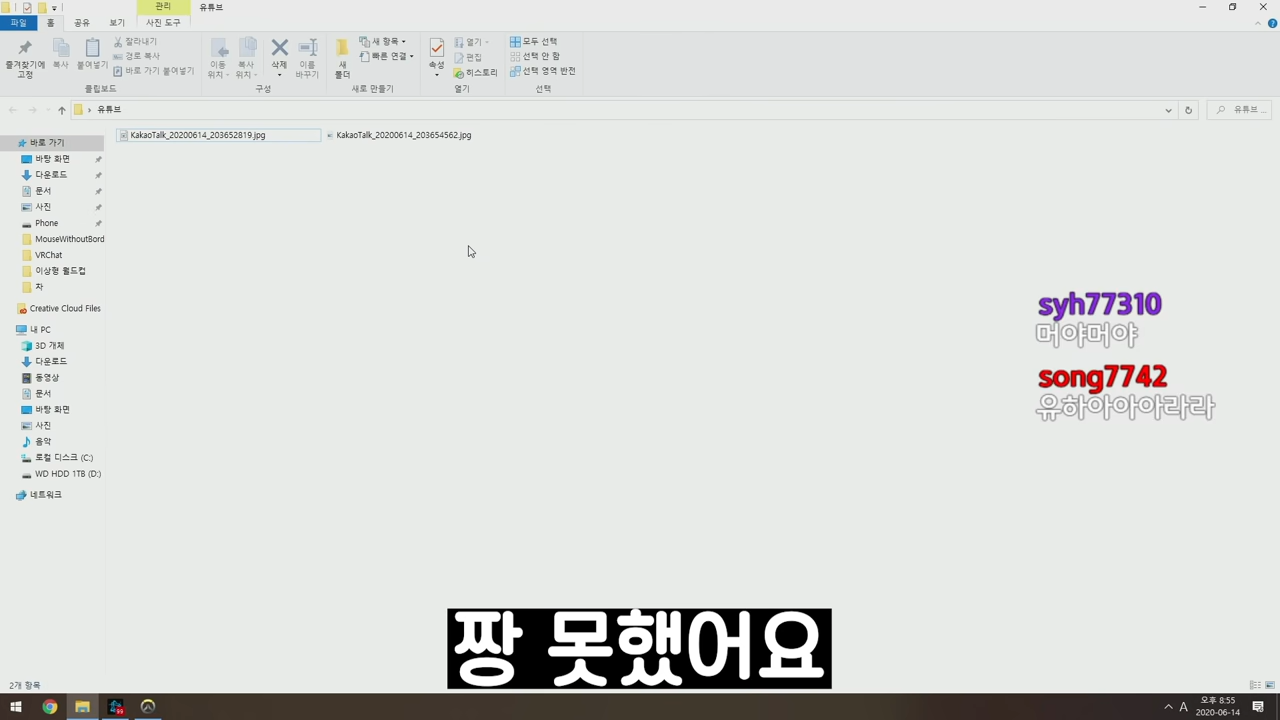 관리
유튜브
파일
홈
공유
보기
사진 도구
즐겨찾기에
고정
복사
붙여넣기
잘라내기
경로 복사
바로 가기 붙여넣기
클립보드
이동
위치
복사
위치
삭제
이름
바꾸기
구성
새
폴더
새 항목
빠른 연결
새로 만들기
속성
열기
편집
히스토리
열기
모두 선택
선택 안 함
선택 영역 반전
선택
유튜브
유튜브 ...
바로 가기
바탕 화면
다운로드
문서
사진
Phone
MouseWithoutBord
VRChat
이상형 월드컵
차
Creative Cloud Files
내 PC
3D 개체
다운로드
동영상
문서
바탕 화면
사진
음악
로컬 디스크 (C:)
WD HDD 1TB (D:)
네트워크
KakaoTalk_20200614_203652819.jpg
KakaoTalk_20200614_203654562.jpg
syh77310
머야머야
song7742
유하아아아라라
짱 못했어요
2개 항목
A
오후 8:55
2020-06-14